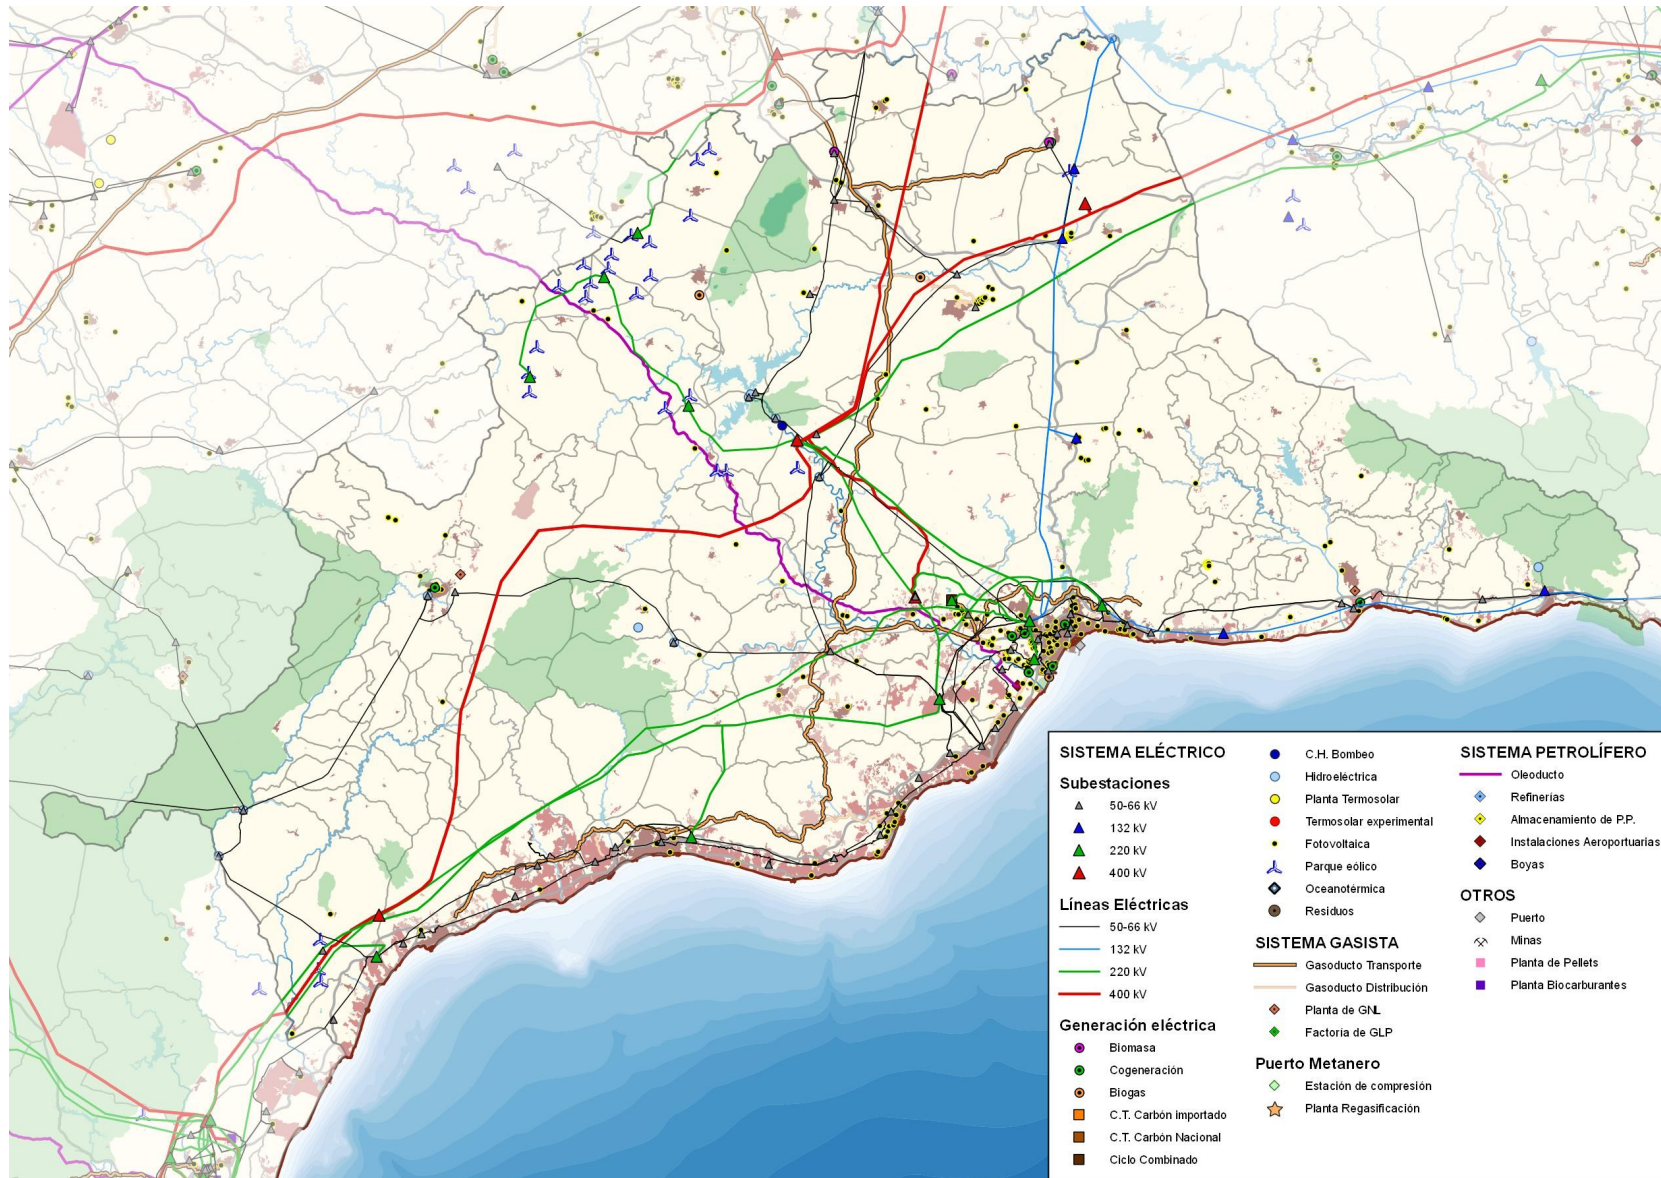 SISTEMA ELÉCTRICO
Subestaciones
50-66 kV
132 kV
220 kV
400 kV
Líneas Eléctricas
50-66 kV
132 kV
220 kV
400 kV
Generación eléctrica
Biomasa
Cogeneración
Biogas
C.T. Carbón importado
C.T. Carbón Nacional
Ciclo Combinado
C.H. Bombeo
Hidroeléctrica
Planta Termosolar
Termosolar experimental
Fotovoltaica
Parque eólico
Oceanotérmica
Residuos
SISTEMA GASISTA
Gasoducto Transporte
Gasoducto Distribución
Planta de GNL
Factoría de GLP
Puerto Metanero
Estación de compresión
Planta Regasificación
SISTEMA PETROLÍFERO
Oleoducto
Refinerías
Almacenamiento de P.P.
Instalaciones Aeroportuarias
Boyas
OTROS
Puerto
Minas
Planta de Pellets
Planta Biocarburantes